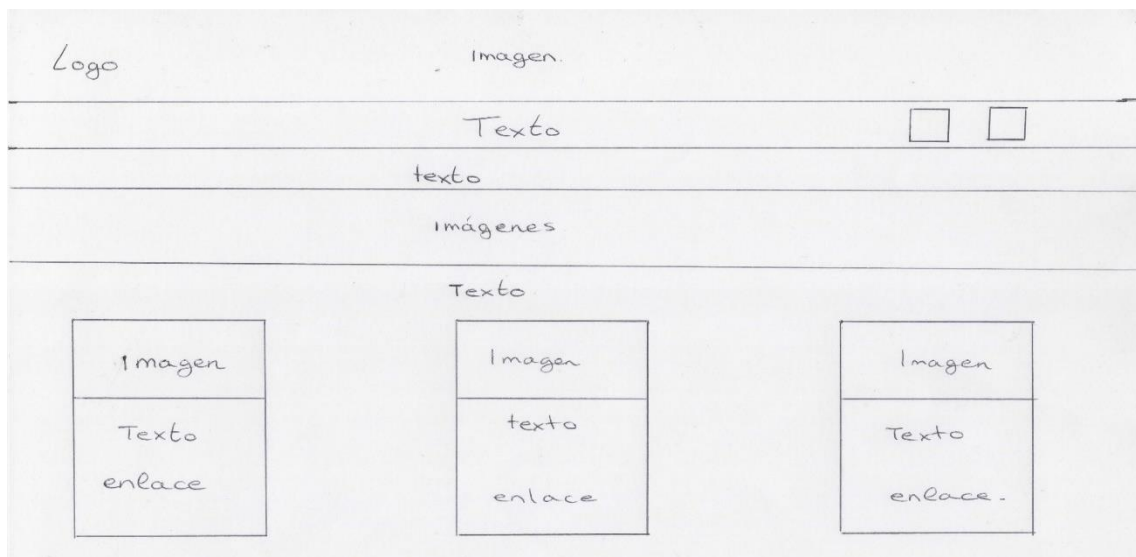 Logo
Imagen.
Texto
texto
imágenes
Texto
Imagen
Imagen
Imagen
Texto
texto
Texto
enlace
enlace
enlace.